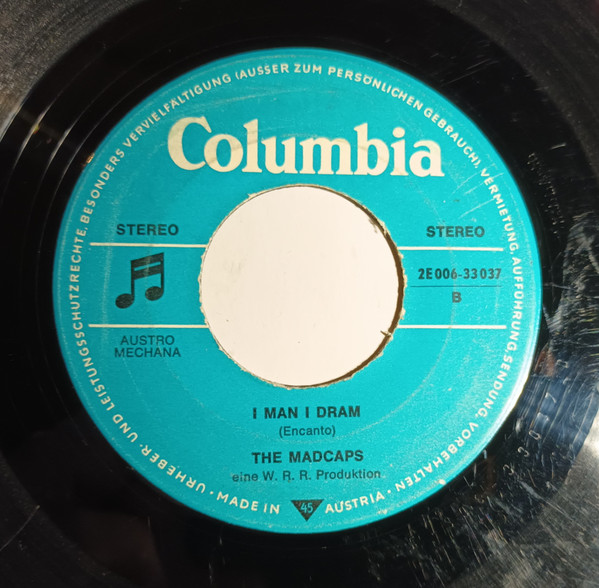 URHEBER- UND LEISTUNGSSCHUTZRECHTE, BESONDERS VERVIELFÄLTIGUNG (AUSSER ZUM PERSÖNLICHEN GEBRAUCH), VERMIETUNG, AUFFÜHRUNG, SENDUNG, VORBEHALTEN ·
Columbia
STEREO
STEREO
2E006-33037
B
AUSTRO
MECHANA
I MAN I DRAM
(Encanto)
THE MADCAPS
eine W. R. R. Produktion
MADE IN 45 AUSTRIA ·